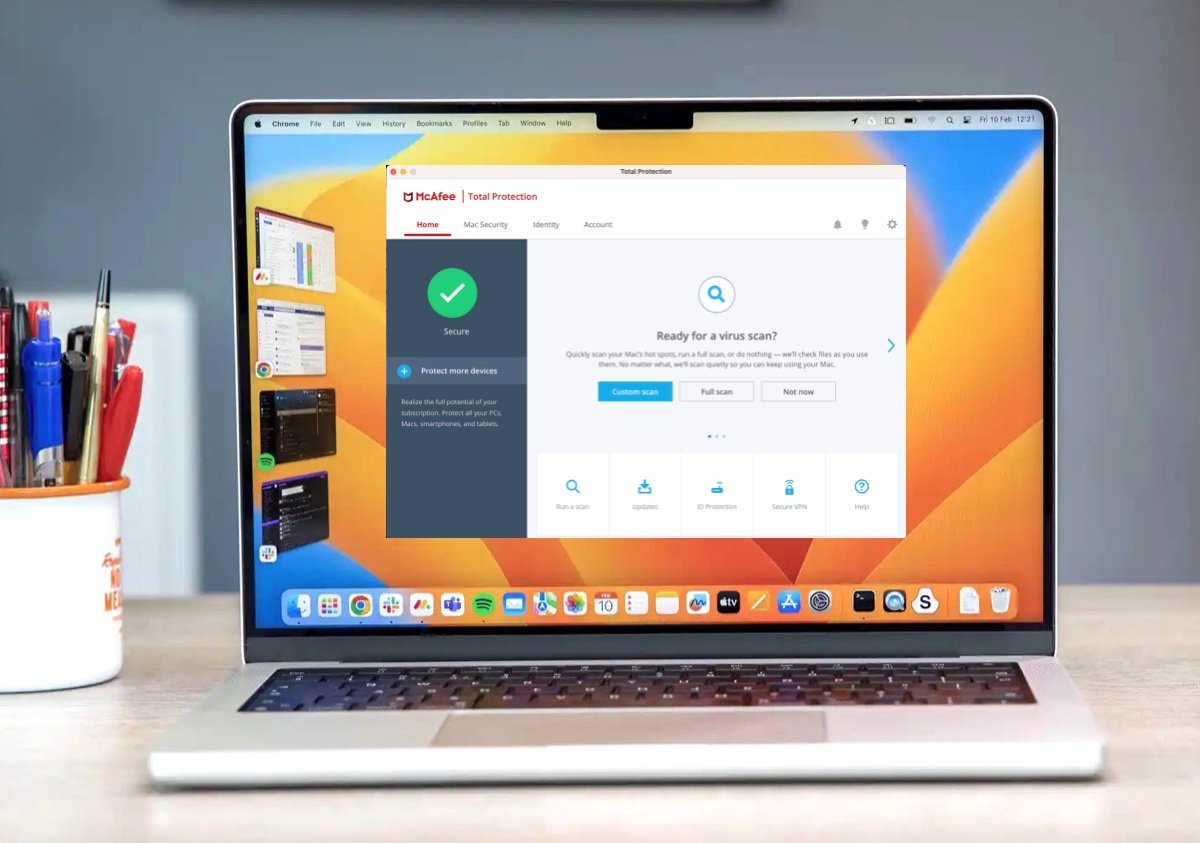 Chrome File Edit View History Bookmarks Profiles Tab Window Help Fri 10 Feb 12:21
Total Protection
McAfee | Total Protection
Home Mac Security Identity Account
Secure
Protect more devices
Realize the full potential of your
subscription. Protect all your PCs,
Macs, smartphones, and tablets.
Ready for a virus scan?
Quickly scan your Mac's hot spots, run a full scan, or do nothing — we'll check files as you use
them. No matter what, we'll scan quietly so you can keep using your Mac.
Custom scan Full scan Not now
Run a scan Updates ID Protection Secure VPN Help
FEB
10
tv
S